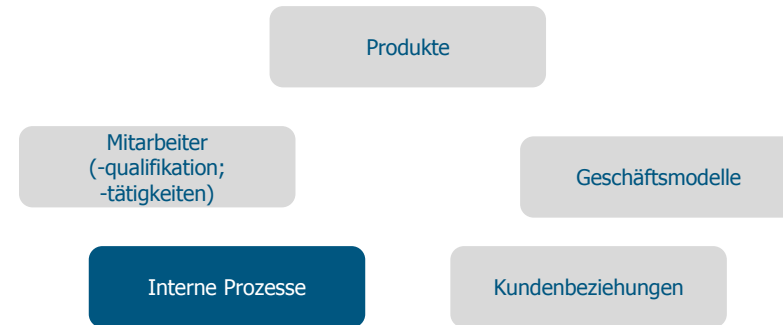 Produkte
Mitarbeiter
(-qualifikation;
-tätigkeiten)
Geschäftsmodelle
Interne Prozesse
Kundenbeziehungen